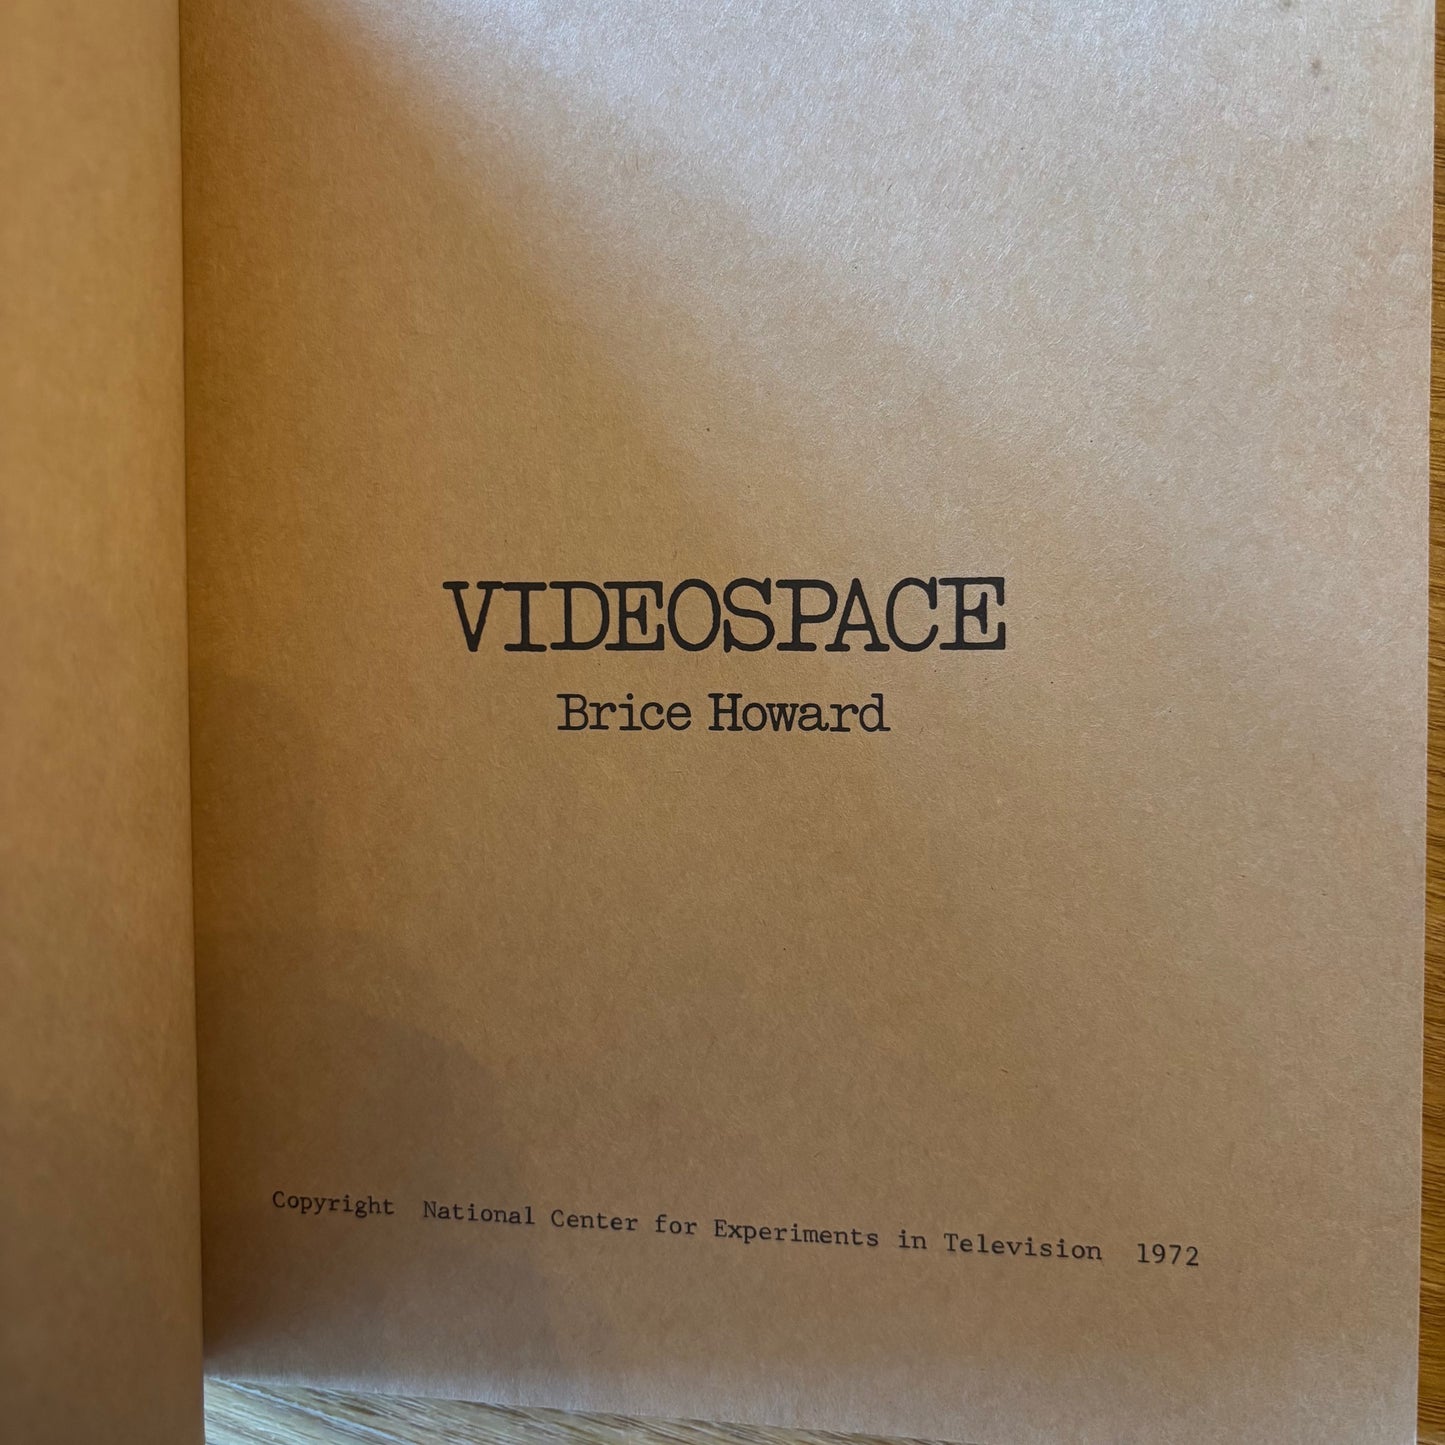 VIDEOSPACE
Brice Howard
Copyright National Center for Experiments in Television 1972